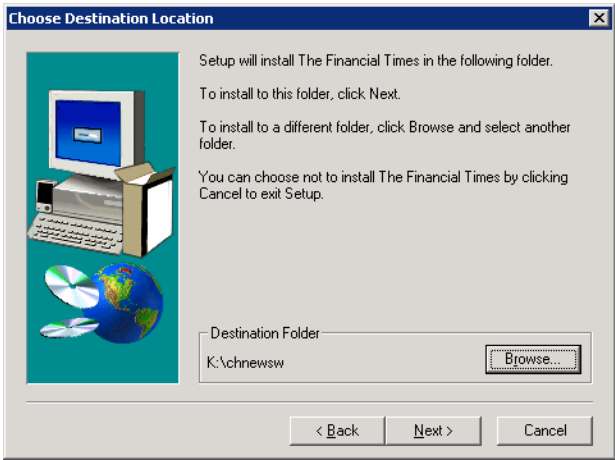 Choose Destination Location
Setup will install The Financial Times in the following folder.
To install to this folder, click Next.
To install to a different folder, click Browse and select another
folder.
You can choose not to install The Financial Times by clicking
Cancel to exit Setup.
Destination Folder
K:\chnewsw
Browse...
< Back
Next >
Cancel